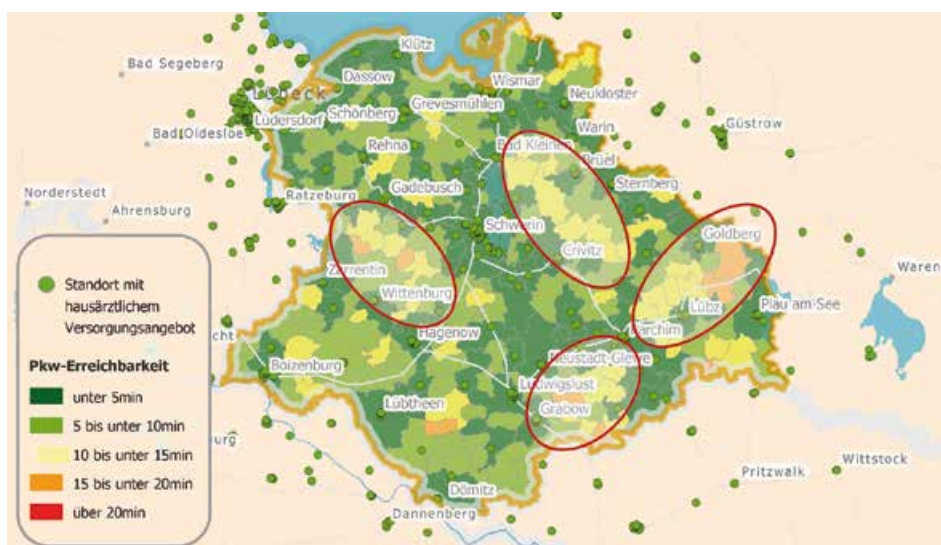 Klütz
Bad Segeberg
Dassow
Wismar
Lübeck
Grevesmühlen
Neukloster
Schönberg
Lüdersdorf
Güstrow
Bad Oldesloe
Warin
Rehna
Bad Kleinen
Brüel
Norderstedt
Ratzeburg
Gadebusch
Sternberg
Ahrensburg
Schwerin
Goldberg
Crivitz
Zarrentin
Waren
Wittenburg
Lübz
Plau am See
Parchim
Hagenow
Neustadt-Glewe
Boizenburg
Ludwigslust
Lübtheen
Grabow
Wittstock
Pritzwalk
Dömitz
Dannenberg
Standort mit
hausärztlichem
Versorgungsangebot
Pkw-Erreichbarkeit
unter 5min
5 bis unter 10min
10 bis unter 15min
15 bis unter 20min
über 20min